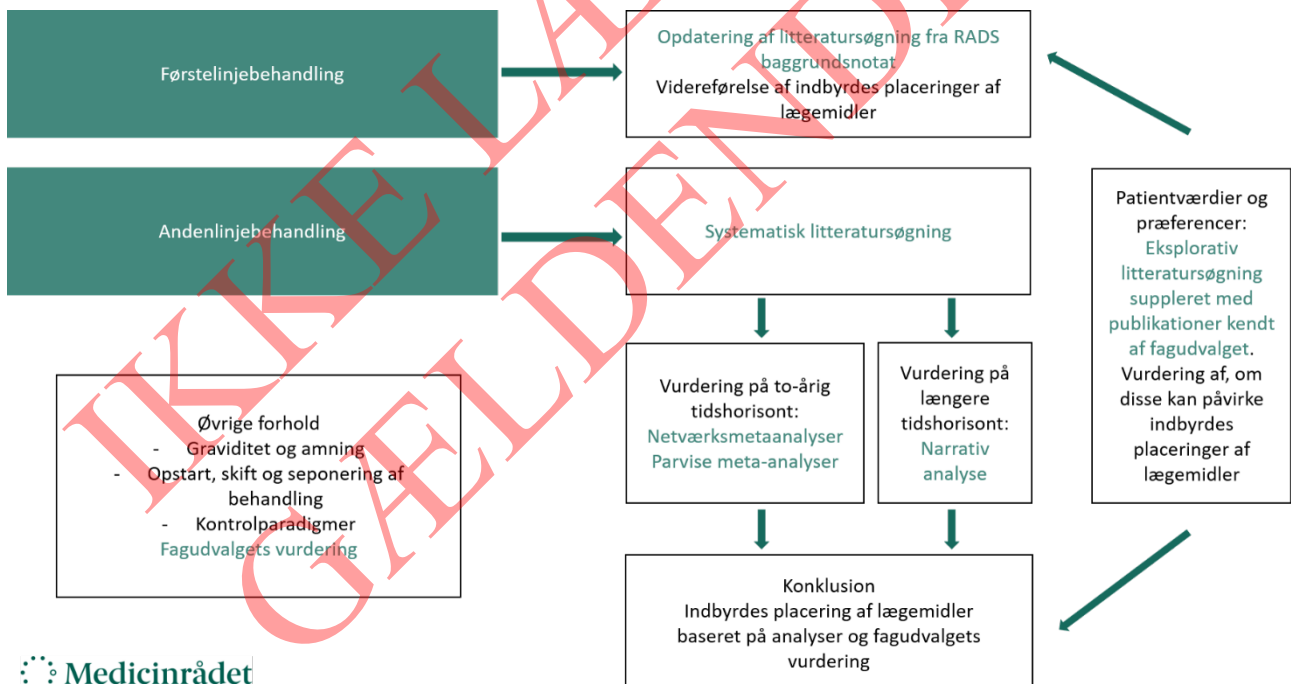 Førstelinjebehandling
Opdatering af litteratursøgning fra RADS
baggrundsnotat
Videreførelse af indbyrdes placeringer af
lægemidler
Andenlinjebehandling
Systematisk litteratursøgning
Patientværdier og
præferencer:
Eksplorativ
litteratursøgning
suppleret med
publikationer kendt
af fagudvalget.
Vurdering af, om
disse kan påvirke
indbyrdes
placeringer af
lægemidler
Øvrige forhold
- Graviditet og amning
- Opstart, skift og seponering af
behandling
- Kontrolparadigmer
Fagudvalgets vurdering
Vurdering på to-årig
tidshorisont:
Netværksmetaanalyser
Parvise meta-analyser
Vurdering på
længere
tidshorisont:
Narrativ
analyse
Konklusion
Indbyrdes placering af lægemidler
baseret på analyser og fagudvalgets
vurdering
Medicinrådet
IKKE LÆ
GÆLDENDE